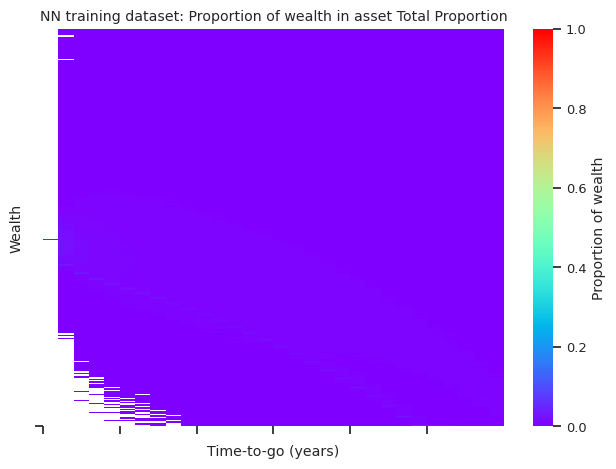 NN training dataset: Proportion of wealth in asset Total Proportion
Wealth
Time-to-go (years)
1.0
0.8
0.6
0.4
0.2
0.0
Proportion of wealth